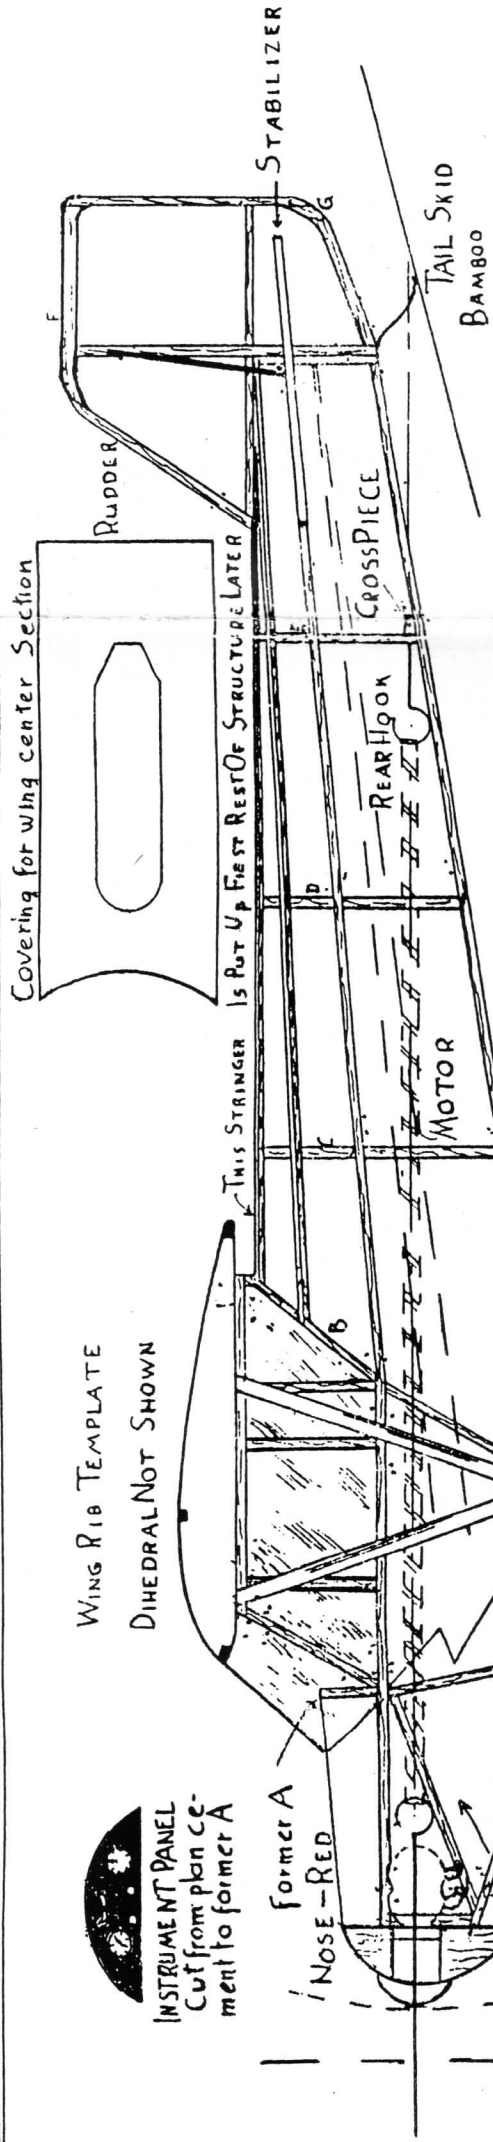 Covering for wing center Section
RUDDER
F
STABILIZER
G
TAIL SKID
BAMBOO
WING RIB TEMPLATE
DIHEDRAL NOT SHOWN
THIS STRINGER IS PUT UP FIRST REST OF STRUCTURE LATER
INSTRUMENT PANEL
Cut from plan ce-
ment to former A
Former A
NOSE - RED
B
C
D
E
MOTOR
REAR HOOK
CROSSPIECE